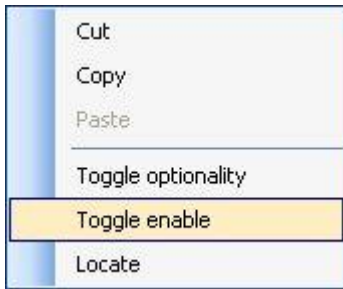 Cut
Copy
Paste
Toggle optionality
Toggle enable
Locate